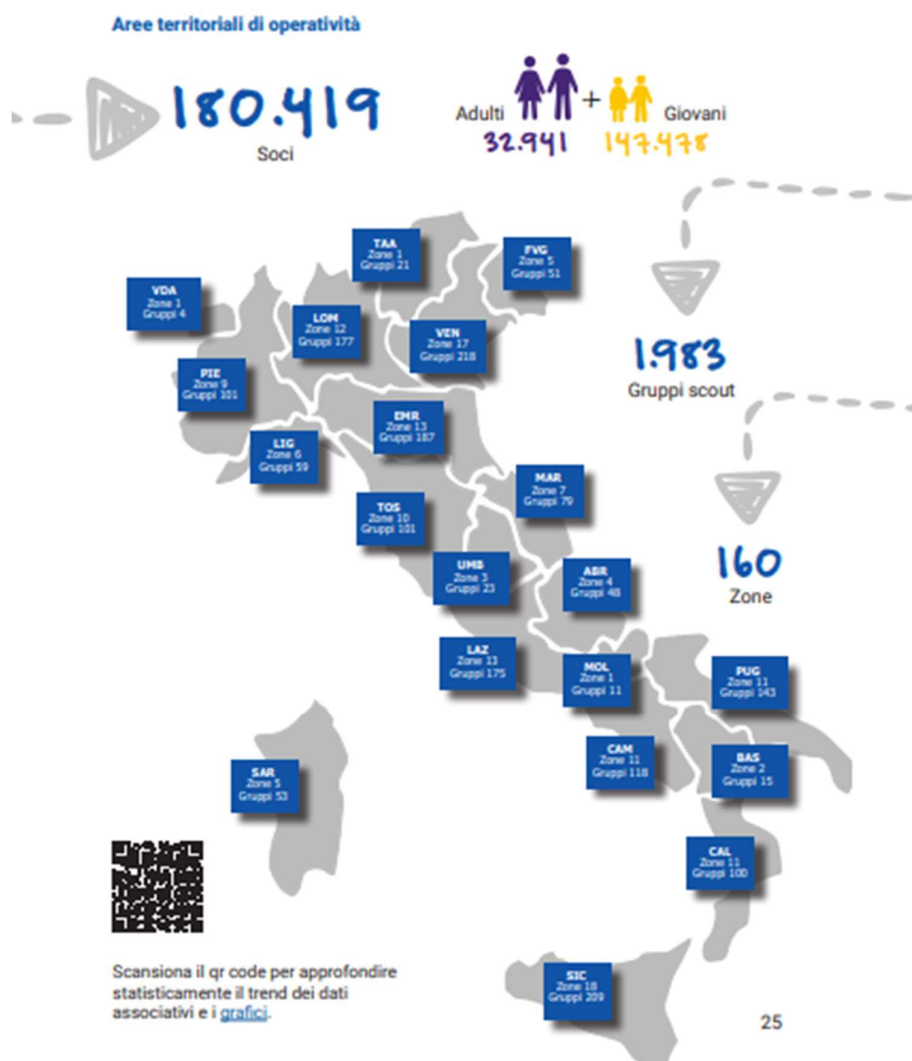 Aree territoriali di operatività
180.419
Soci
Adulti + Giovani
32.941 147.478
TAA
Zone 1
Gruppi 21
FVG
Zone 5
Gruppi 51
VDA
Zone 1
Gruppi 4
LOM
Zone 12
Gruppi 177
VEN
Zone 17
Gruppi 218
1.983
Gruppi scout
PIE
Zone 9
Gruppi 101
EMR
Zone 13
Gruppi 187
LIG
Zone 6
Gruppi 59
MAR
Zone 7
Gruppi 79
TOS
Zone 10
Gruppi 101
160
Zone
UMB
Zone 3
Gruppi 23
ABR
Zone 4
Gruppi 48
LAZ
Zone 13
Gruppi 175
MOL
Zone 1
Gruppi 11
PUG
Zone 11
Gruppi 143
CAM
Zone 11
Gruppi 118
BAS
Zone 2
Gruppi 15
SAR
Zone 5
Gruppi 53
CAL
Zone 11
Gruppi 100
Scansiona il qr code per approfondire
statisticamente il trend dei dati
associativi e i grafici.
SIC
Zone 18
Gruppi 209
25